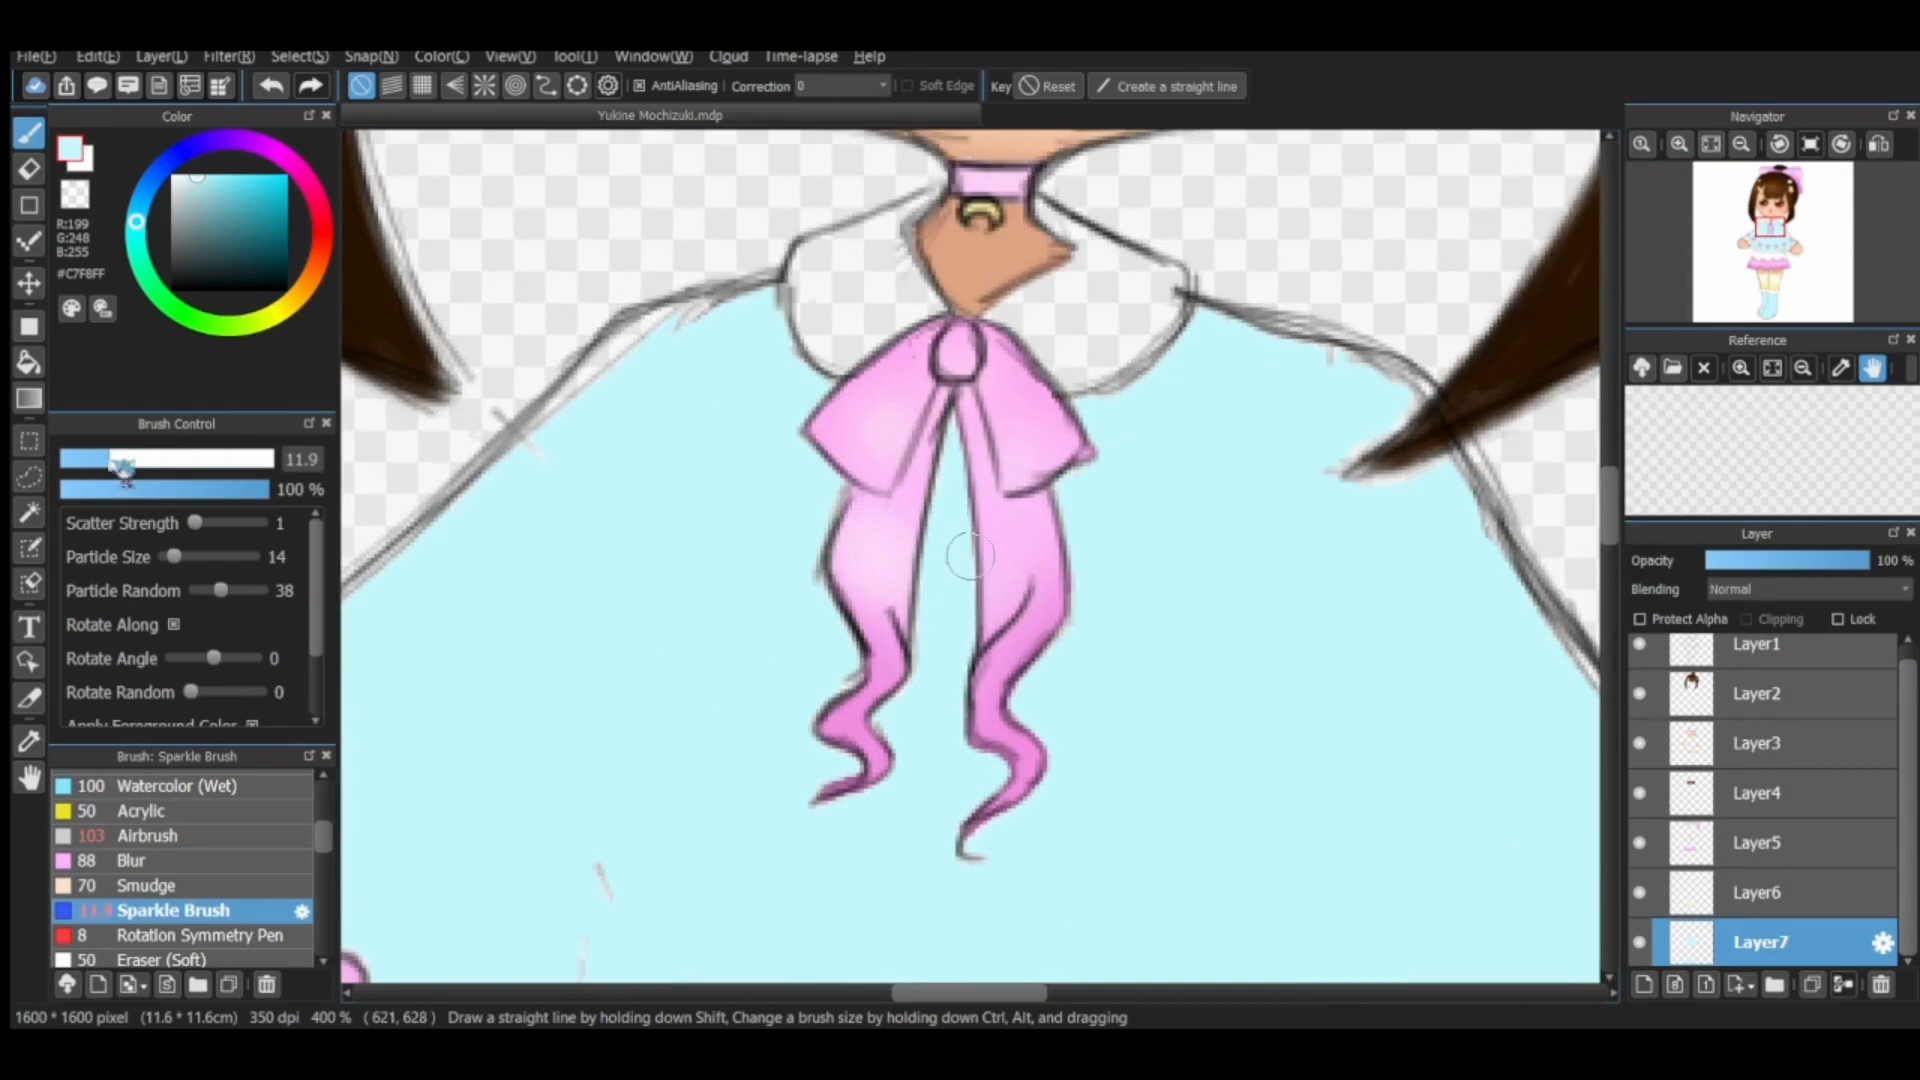 File(F) Edit(E) Layer(L) Filter(R) Select(S) Snap(N) Color(C) View(V) Tool(T) Window(W) Cloud Time-lapse Help
AntiAliasing Correction 0 Soft Edge Key Reset Create a straight line
Color
Yukine Mochizuki.mdp
Navigator
R:199
G:248
B:255
#C7F8FF
Reference
Brush Control
11.9
100 %
Scatter Strength 1
Particle Size 14
Particle Random 38
Rotate Along
Rotate Angle 0
Rotate Random 0
Apply Foreground Color
Brush: Sparkle Brush
100 Watercolor (Wet)
50 Acrylic
103 Airbrush
88 Blur
70 Smudge
11.9 Sparkle Brush
8 Rotation Symmetry Pen
50 Eraser (Soft)
Layer
Opacity 100 %
Blending Normal
Protect Alpha Clipping Lock
Layer1
Layer2
Layer3
Layer4
Layer5
Layer6
Layer7
1600 * 1600 pixel (11.6 * 11.6cm) 350 dpi 400 % ( 621, 628 ) Draw a straight line by holding down Shift, Change a brush size by holding down Ctrl, Alt, and dragging